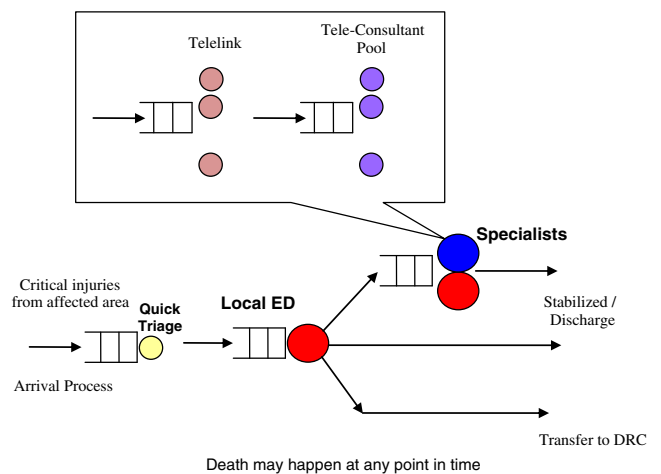 Telelink
Tele-Consultant
Pool
Specialists
Critical injuries
from affected area
Quick
Triage
Local ED
Stabilized /
Discharge
Arrival Process
Transfer to DRC
Death may happen at any point in time